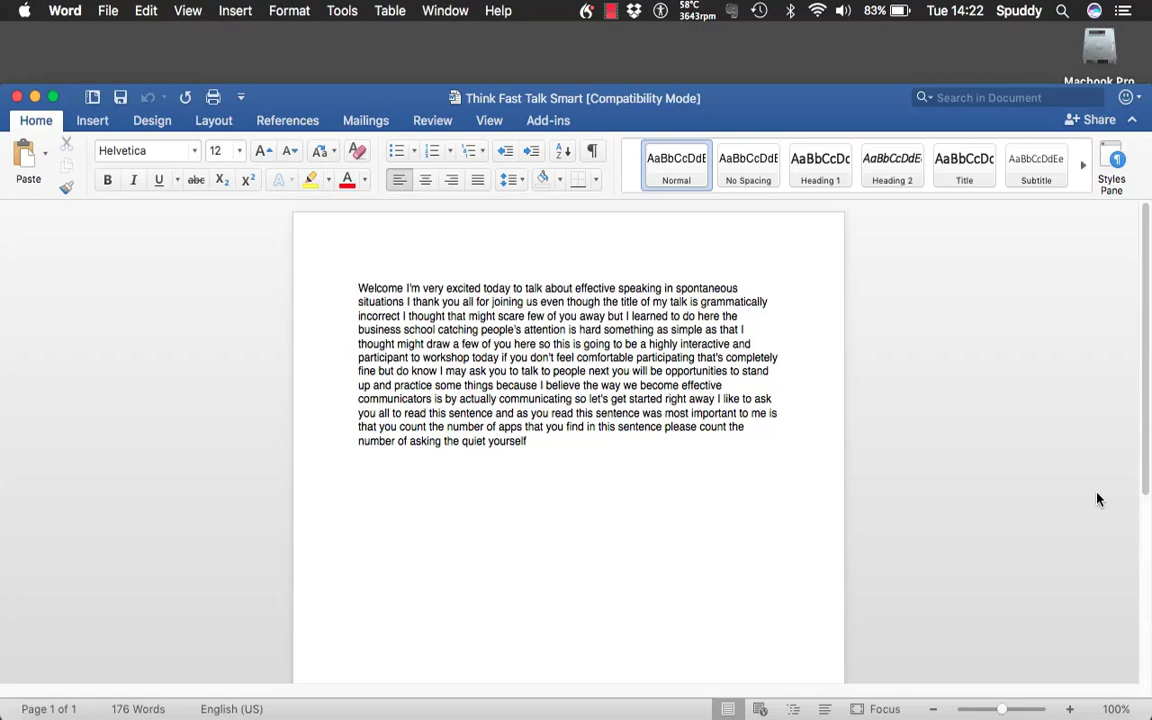 Word File Edit View Insert Format Tools Table Window Help 58°C 3643rpm 83% Tue 14:22 Spuddy
Macbook Pro
Think Fast Talk Smart [Compatibility Mode] Search in Document
Home Insert Design Layout References Mailings Review View Add-ins Share
Paste Helvetica 12 AaBbCcDdE AaBbCcDdE AaBbCcDc AaBbCcDdE AaBbCcDc AaBbCcDdEe
B I U abc X2 X2 A A Normal No Spacing Heading 1 Heading 2 Title Subtitle Styles Pane
Welcome I'm very excited today to talk about effective speaking in spontaneous
situations I thank you all for joining us even though the title of my talk is grammatically
incorrect I thought that might scare few of you away but I learned to do here the
business school catching people's attention is hard something as simple as that I
thought might draw a few of you here so this is going to be a highly interactive and
participant to workshop today if you don't feel comfortable participating that's completely
fine but do know I may ask you to talk to people next you will be opportunities to stand
up and practice some things because I believe the way we become effective
communicators is by actually communicating so let's get started right away I like to ask
you all to read this sentence and as you read this sentence was most important to me is
that you count the number of apps that you find in this sentence please count the
number of asking the quiet yourself
Page 1 of 1 176 Words English (US) Focus 100%